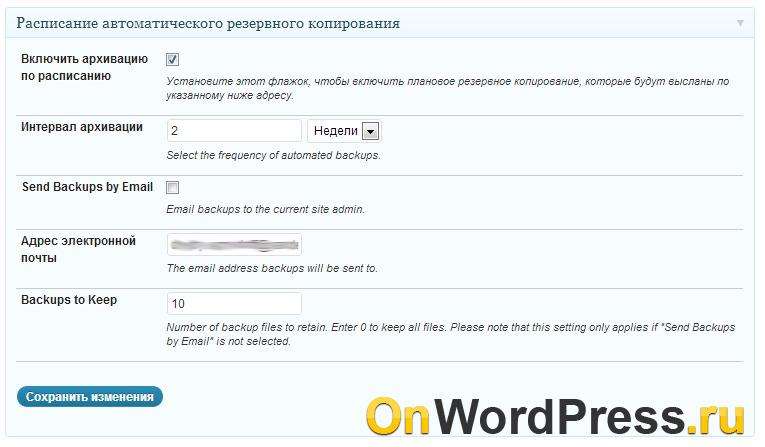 Расписание автоматического резервного копирования
Включить архивацию
по расписанию
Установите этот флажок, чтобы включить плановое резервное копирование, которые будут высланы по
указанному ниже адресу.
Интервал архивации
2
Недели
Select the frequency of automated backups.
Send Backups by Email
Email backups to the current site admin.
Адрес электронной
почты
The email address backups will be sent to.
Backups to Keep
10
Number of backup files to retain. Enter 0 to keep all files. Please note that this setting only applies if "Send Backups
by Email" is not selected.
Сохранить изменения
OnWordPress.ru